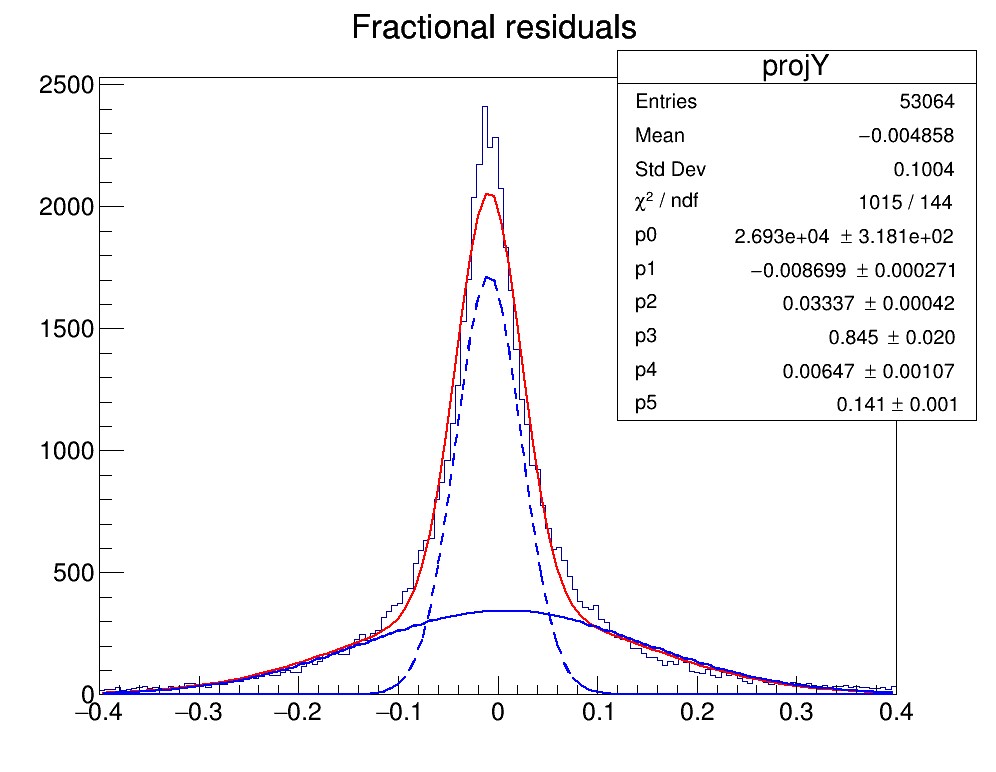 Fractional residuals
projY
Entries 53064
Mean −0.004858
Std Dev 0.1004
χ² / ndf 1015 / 144
p0 2.693e+04 ± 3.181e+02
p1 −0.008699 ± 0.000271
p2 0.03337 ± 0.00042
p3 0.845 ± 0.020
p4 0.00647 ± 0.00107
p5 0.141 ± 0.001
2500
2000
1500
1000
500
0
−0.4 −0.3 −0.2 −0.1 0 0.1 0.2 0.3 0.4